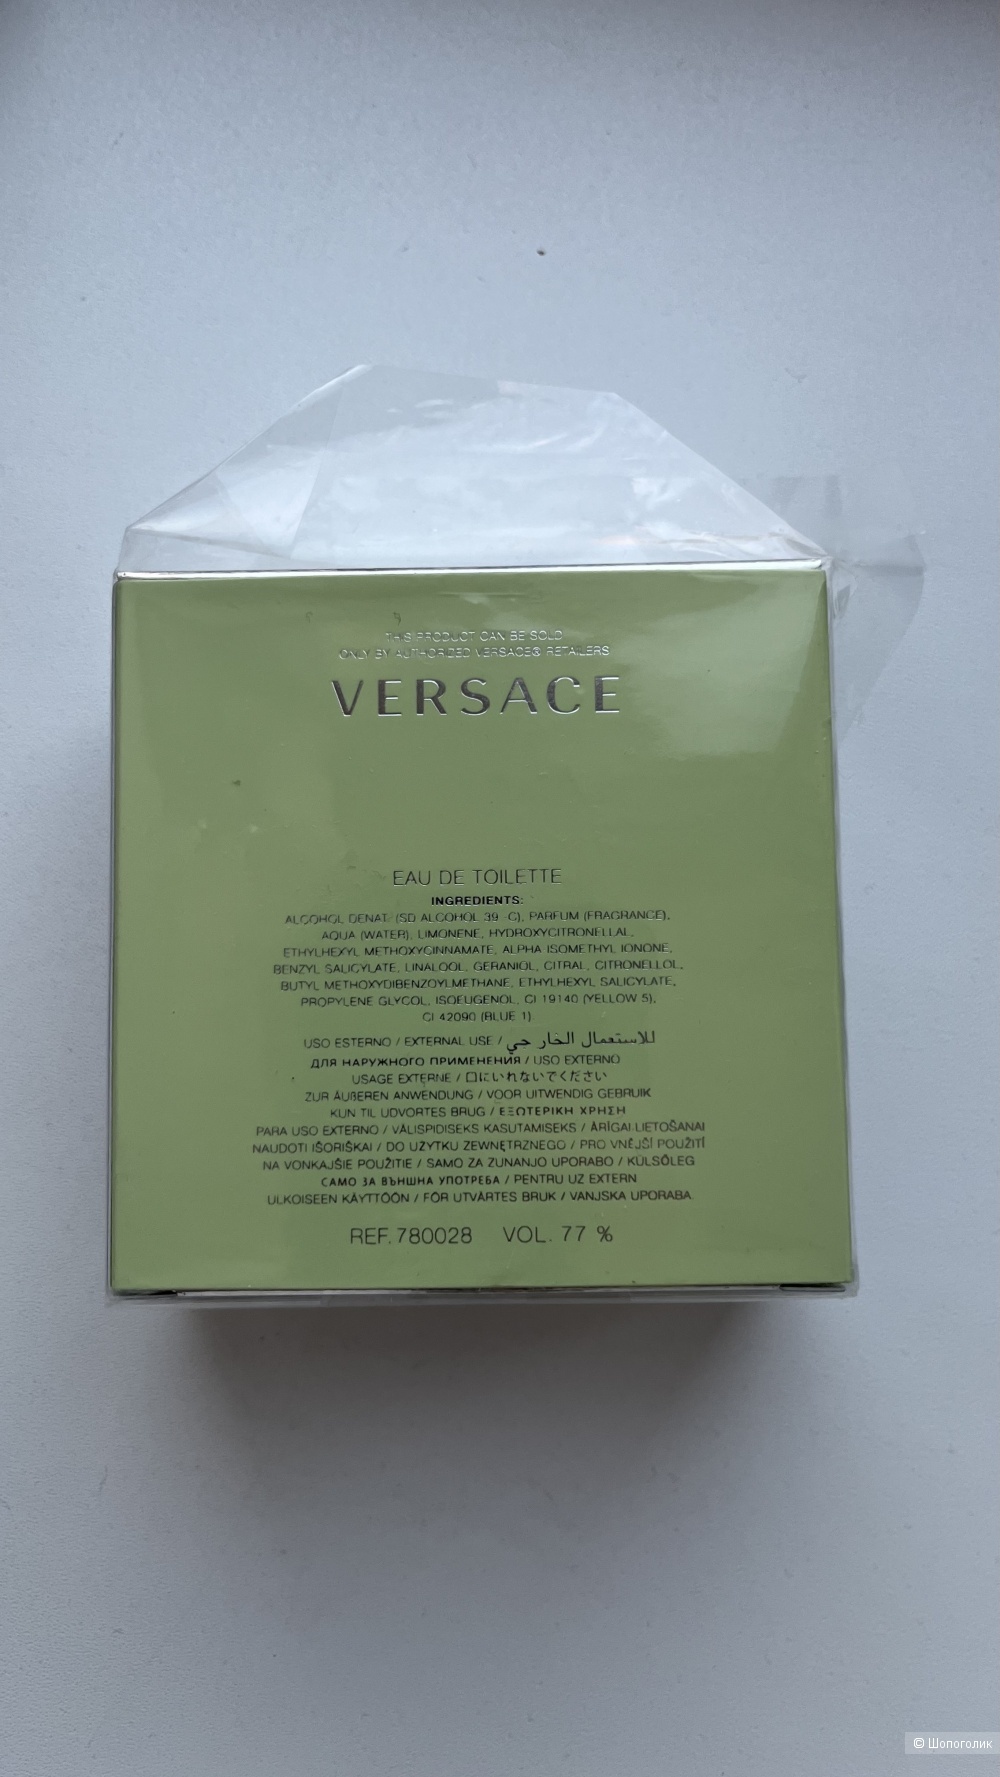 THIS PRODUCT CAN BE SOLD
ONLY BY AUTHORIZED VERSACE® RETAILERS
VERSACE
EAU DE TOILETTE
INGREDIENTS:
ALCOHOL DENAT. (SD ALCOHOL 39 -C), PARFUM (FRAGRANCE),
AQUA (WATER), LIMONENE, HYDROXYCITRONELLAL,
ETHYLHEXYL METHOXYCINNAMATE, ALPHA ISOMETHYL IONONE,
BENZYL SALICYLATE, LINALOOL, GERANIOL, CITRAL, CITRONELLOL,
BUTYL METHOXYDIBENZOYLMETHANE, ETHYLHEXYL SALICYLATE,
PROPYLENE GLYCOL, ISOEUGENOL, CI 19140 (YELLOW 5),
CI 42090 (BLUE 1).
USO ESTERNO / EXTERNAL USE / للاستعمال الخارجي
ДЛЯ НАРУЖНОГО ПРИМЕНЕНИЯ / USO EXTERNO
USAGE EXTERNE / 口にいれないでください
ZUR ÄUßEREN ANWENDUNG / VOOR UITWENDIG GEBRUIK
KUN TIL UDVORTES BRUG / ΕΞΩΤΕΡΙΚΗ ΧΡΗΣΗ
PARA USO EXTERNO / VÄLISPIDISEKS KASUTAMISEKS / ĀRĪGAI LIETOŠANAI
NAUDOTI IŠORIŠKAI / DO UŻYTKU ZEWNĘTRZNEGO / PRO VNĚJŠÍ POUŽITÍ
NA VONKAJŠIE POUŽITIE / SAMO ZA ZUNANJO UPORABO / KÜLSŐLEG
САМО ЗА ВЪНШНА УПОТРЕБА / PENTRU UZ EXTERN
ULKOISEEN KÄYTTÖÖN / FÖR UTVÄRTES BRUK / VANJSKA UPORABA.
REF. 780028 VOL. 77 %
© Шопоголик